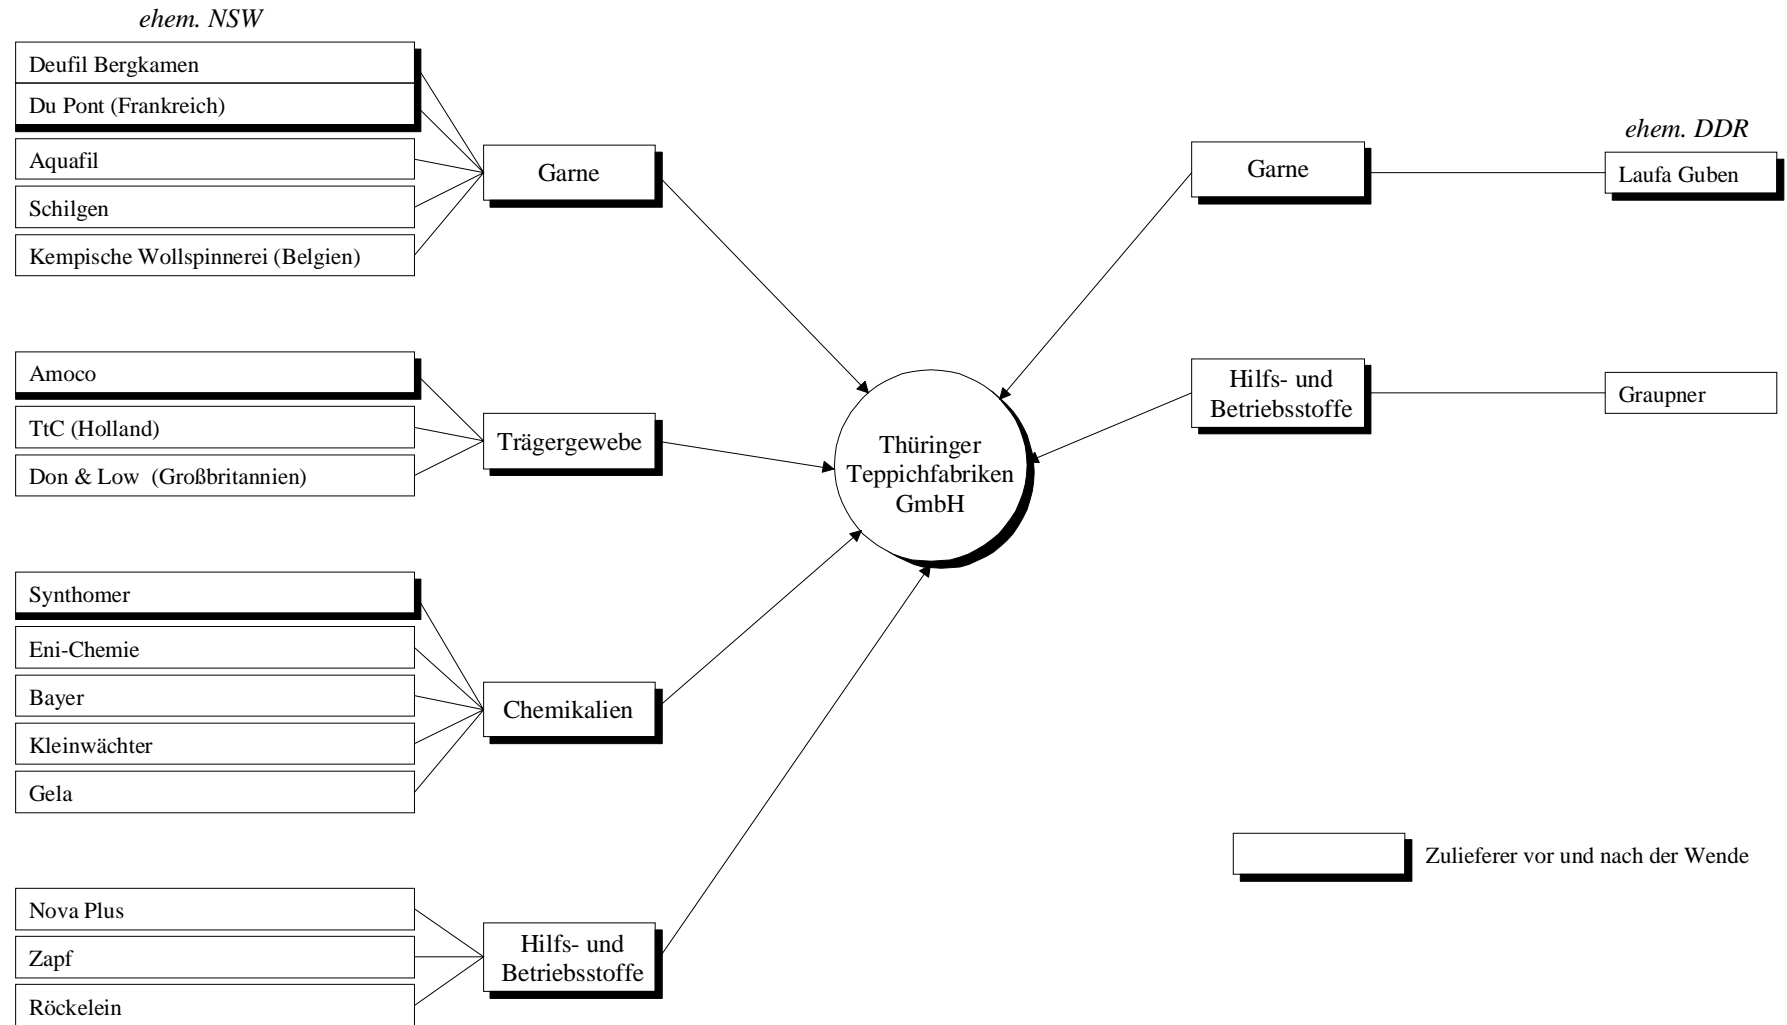 ehem. NSW
Deufil Bergkamen
Du Pont (Frankreich)
Aquafil
Schilgen
Kempische Wollspinnerei (Belgien)
Garne
Amoco
TtC (Holland)
Don & Low (Großbritannien)
Trägergewebe
Synthomer
Eni-Chemie
Bayer
Kleinwächter
Gela
Chemikalien
Nova Plus
Zapf
Röckelein
Hilfs- und
Betriebsstoffe
Thüringer
Teppichfabriken
GmbH
ehem. DDR
Garne
Laufa Guben
Hilfs- und
Betriebsstoffe
Graupner
Zulieferer vor und nach der Wende